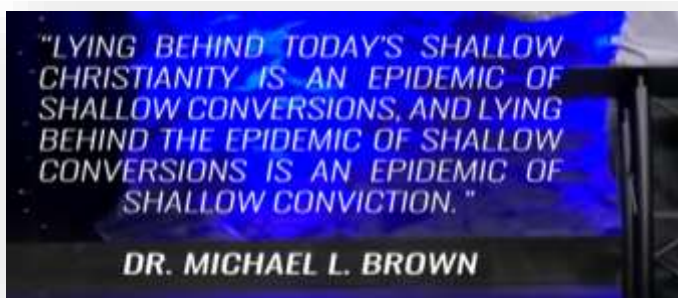 "LYING BEHIND TODAY'S SHALLOW
CHRISTIANITY IS AN EPIDEMIC OF
SHALLOW CONVERSIONS, AND LYING
BEHIND THE EPIDEMIC OF SHALLOW
CONVERSIONS IS AN EPIDEMIC OF
SHALLOW CONVICTION."
DR. MICHAEL L. BROWN